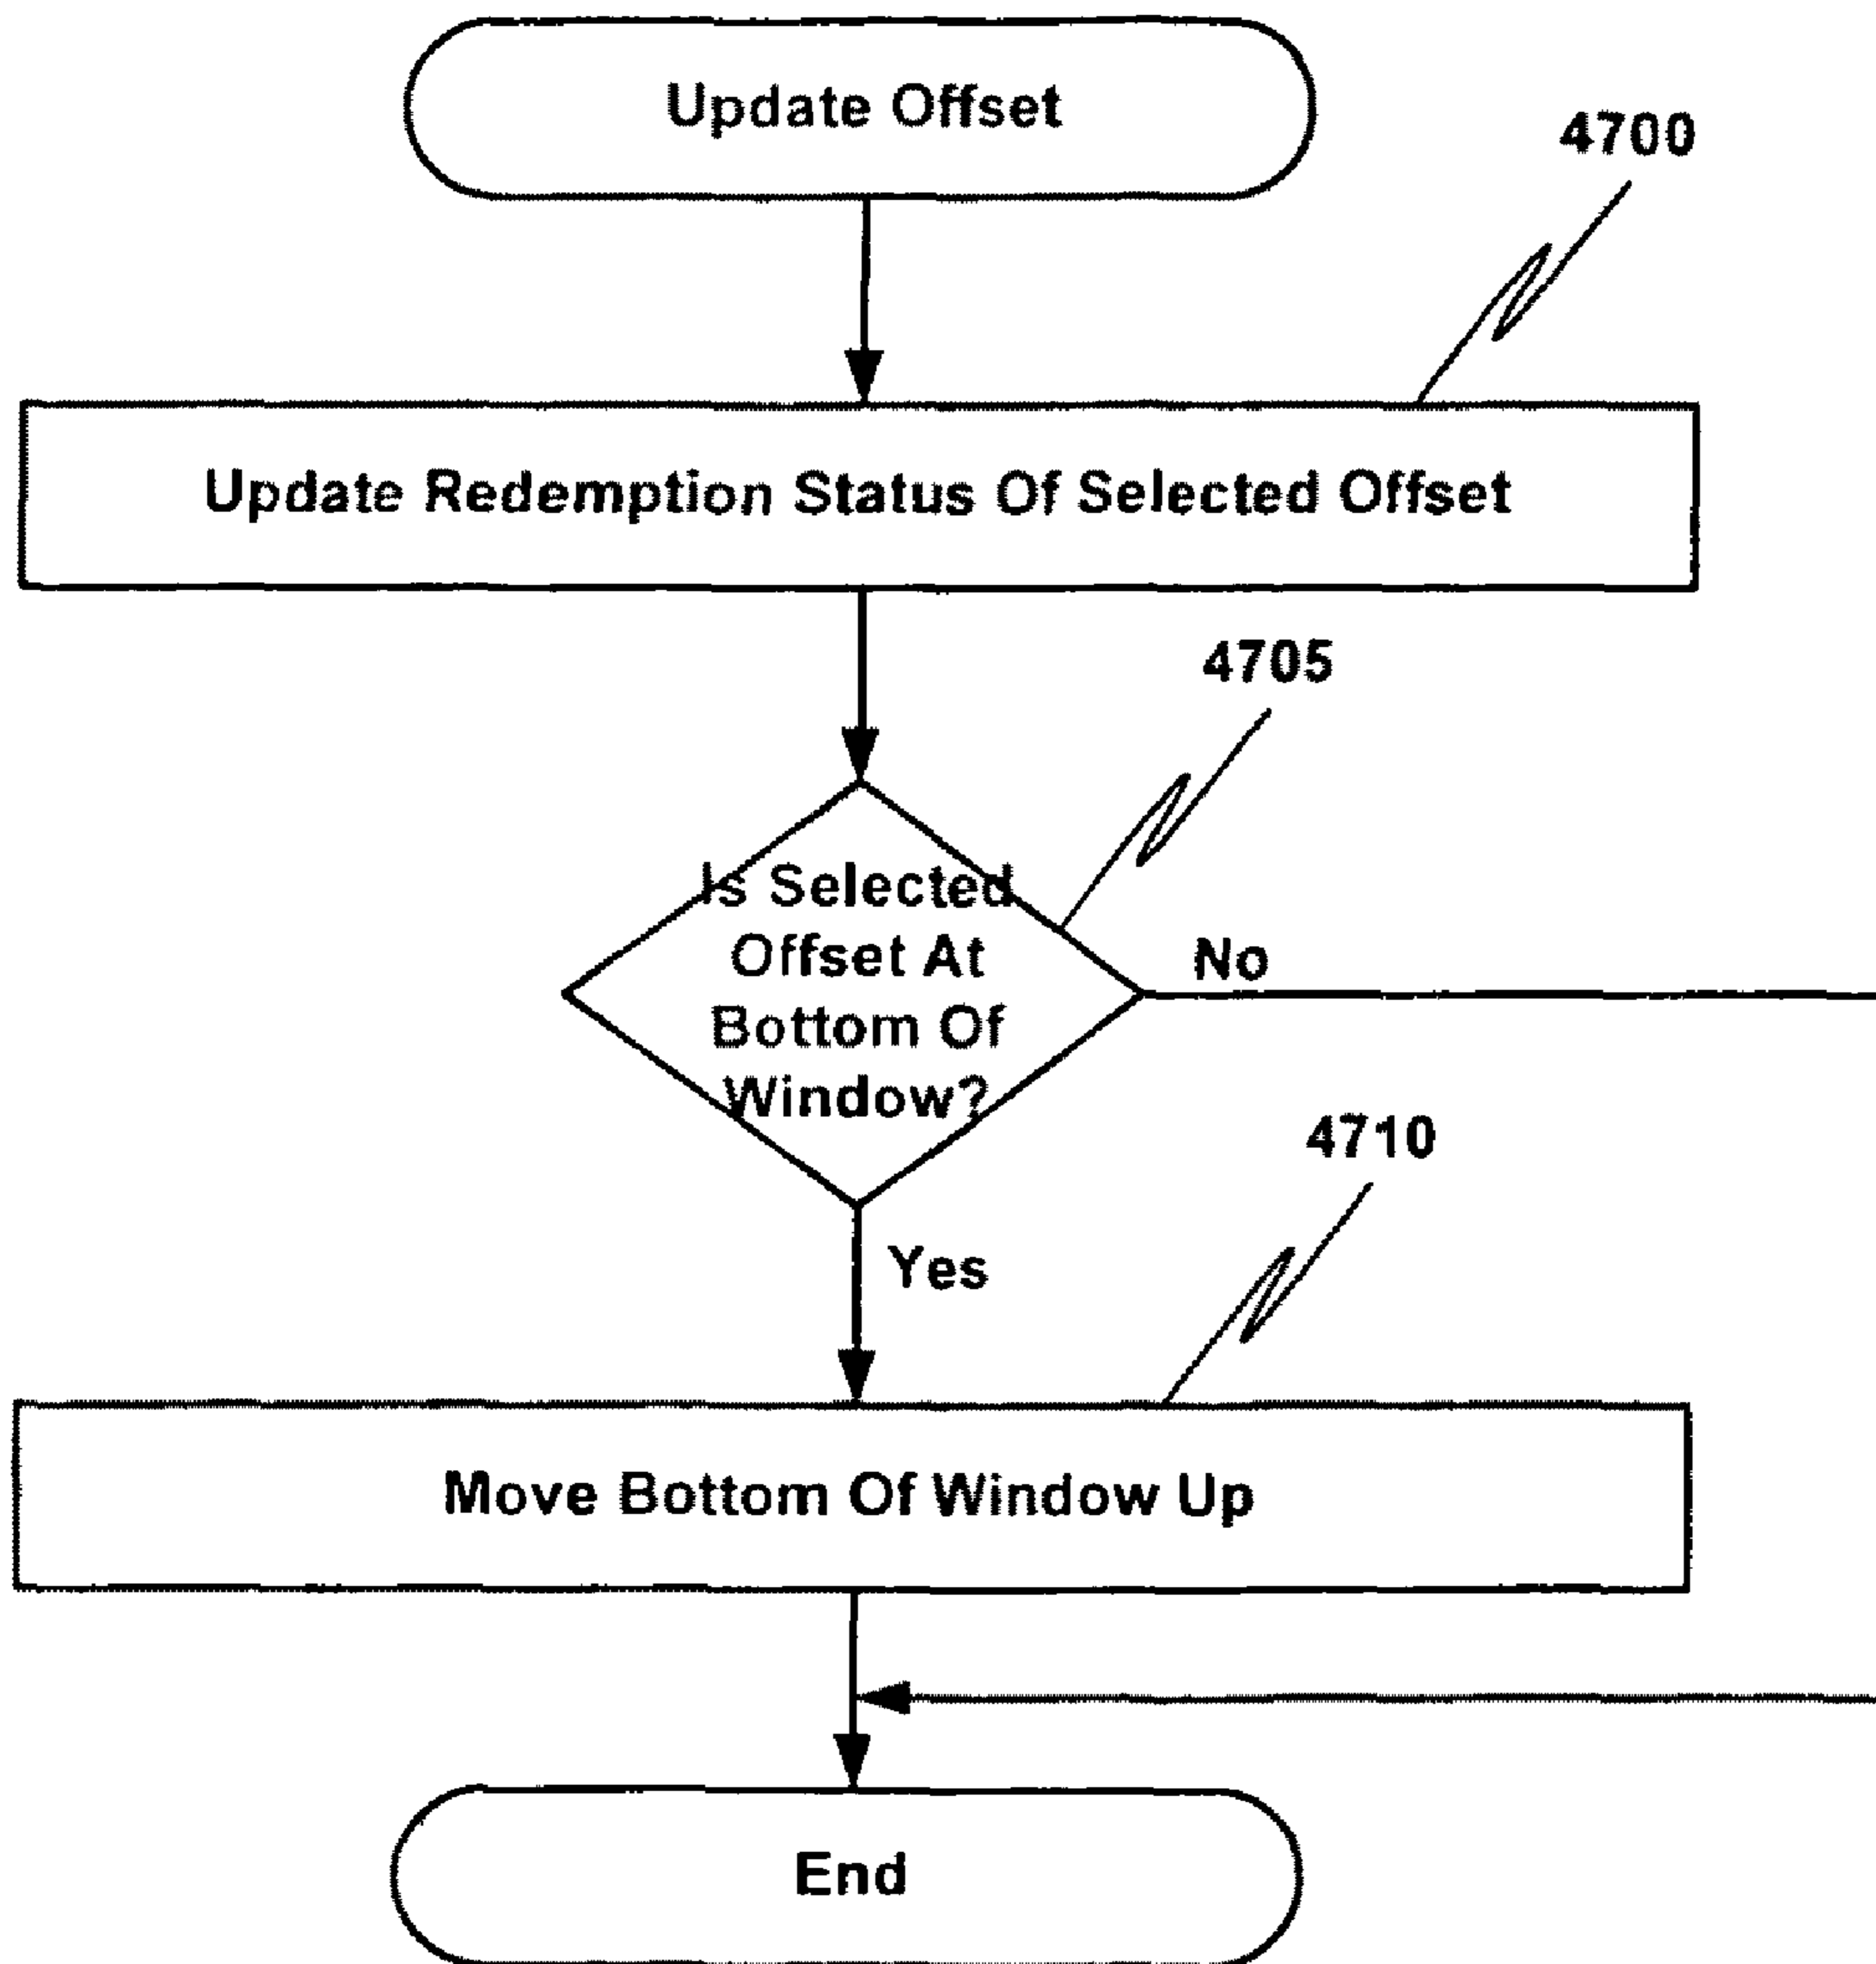 Update Offset
4700
Update Redemption Status Of Selected Offset
4705
Is Selected
Offset At
Bottom Of
Window?
No
Yes
4710
Move Bottom Of Window Up
End